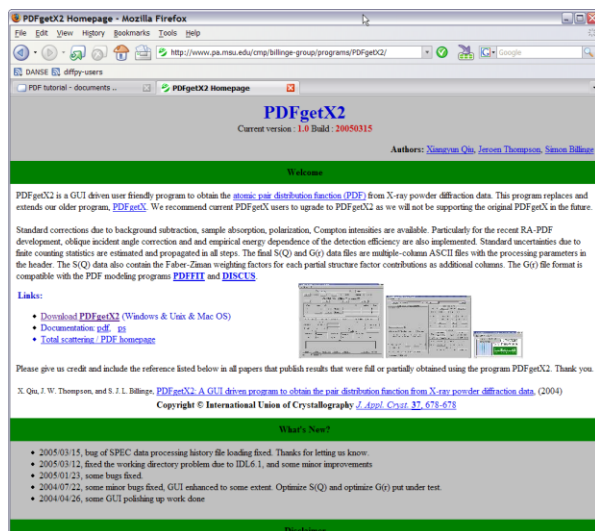 PDFgetX2 Homepage - Mozilla Firefox
File Edit View History Bookmarks Tools Help
http://www.pa.msu.edu/cmp/billinge-group/programs/PDFgetX2/
Google
DANSE diffpy-users
PDF tutorial - documents ... PDFgetX2 Homepage
PDFgetX2
Current version : 1.0 Build : 20050315
Authors: Xiangyun Qiu, Jeroen Thompson, Simon Billinge
Welcome
PDFgetX2 is a GUI driven user friendly program to obtain the atomic pair distribution function (PDF) from X-ray powder diffraction data. This program replaces and
extends our older program, PDFgetX. We recommend current PDFgetX users to ugrade to PDFgetX2 as we will not be supporting the original PDFgetX in the future.
Standard corrections due to background subtraction, sample absorption, polarization, Compton intensities are available. Particularly for the recent RA-PDF
development, oblique incident angle correction and and empirical energy dependence of the detection efficiency are also implemented. Standard uncertainties due to
finite counting statistics are estimated and propagated in all steps. The final S(Q) and G(r) data files are multiple-column ASCII files with the processing parameters in
the header. The S(Q) data also contain the Faber-Ziman weighting factors for each partial structure factor contributions as additional columns. The G(r) file format is
compatible with the PDF modeling programs PDFFIT and DISCUS.
Links:
Download PDFgetX2 (Windows & Unix & Mac OS)
Documentation: pdf, ps
Total scattering / PDF homepage
Please give us credit and include the reference listed below in all papers that publish results that were full or partially obtained using the program PDFgetX2. Thank you.
X. Qiu, J. W. Thompson, and S. J. L. Billinge, PDFgetX2: A GUI driven program to obtain the pair distribution function from X-ray powder diffraction data, (2004)
Copyright © International Union of Crystallography J. Appl. Cryst. 37, 678-678
What's New?
2005/03/15, bug of SPEC data processing history file loading fixed. Thanks for letting us know.
2005/03/12, fixed the working directory problem due to IDL6.1, and some minor improvements
2005/01/23, some bugs fixed.
2004/07/22, some minor bugs fixed, GUI enhanced to some extent. Optimize S(Q) and optimize G(r) put under test.
2004/04/26, some GUI polishing up work done
Disclaimer